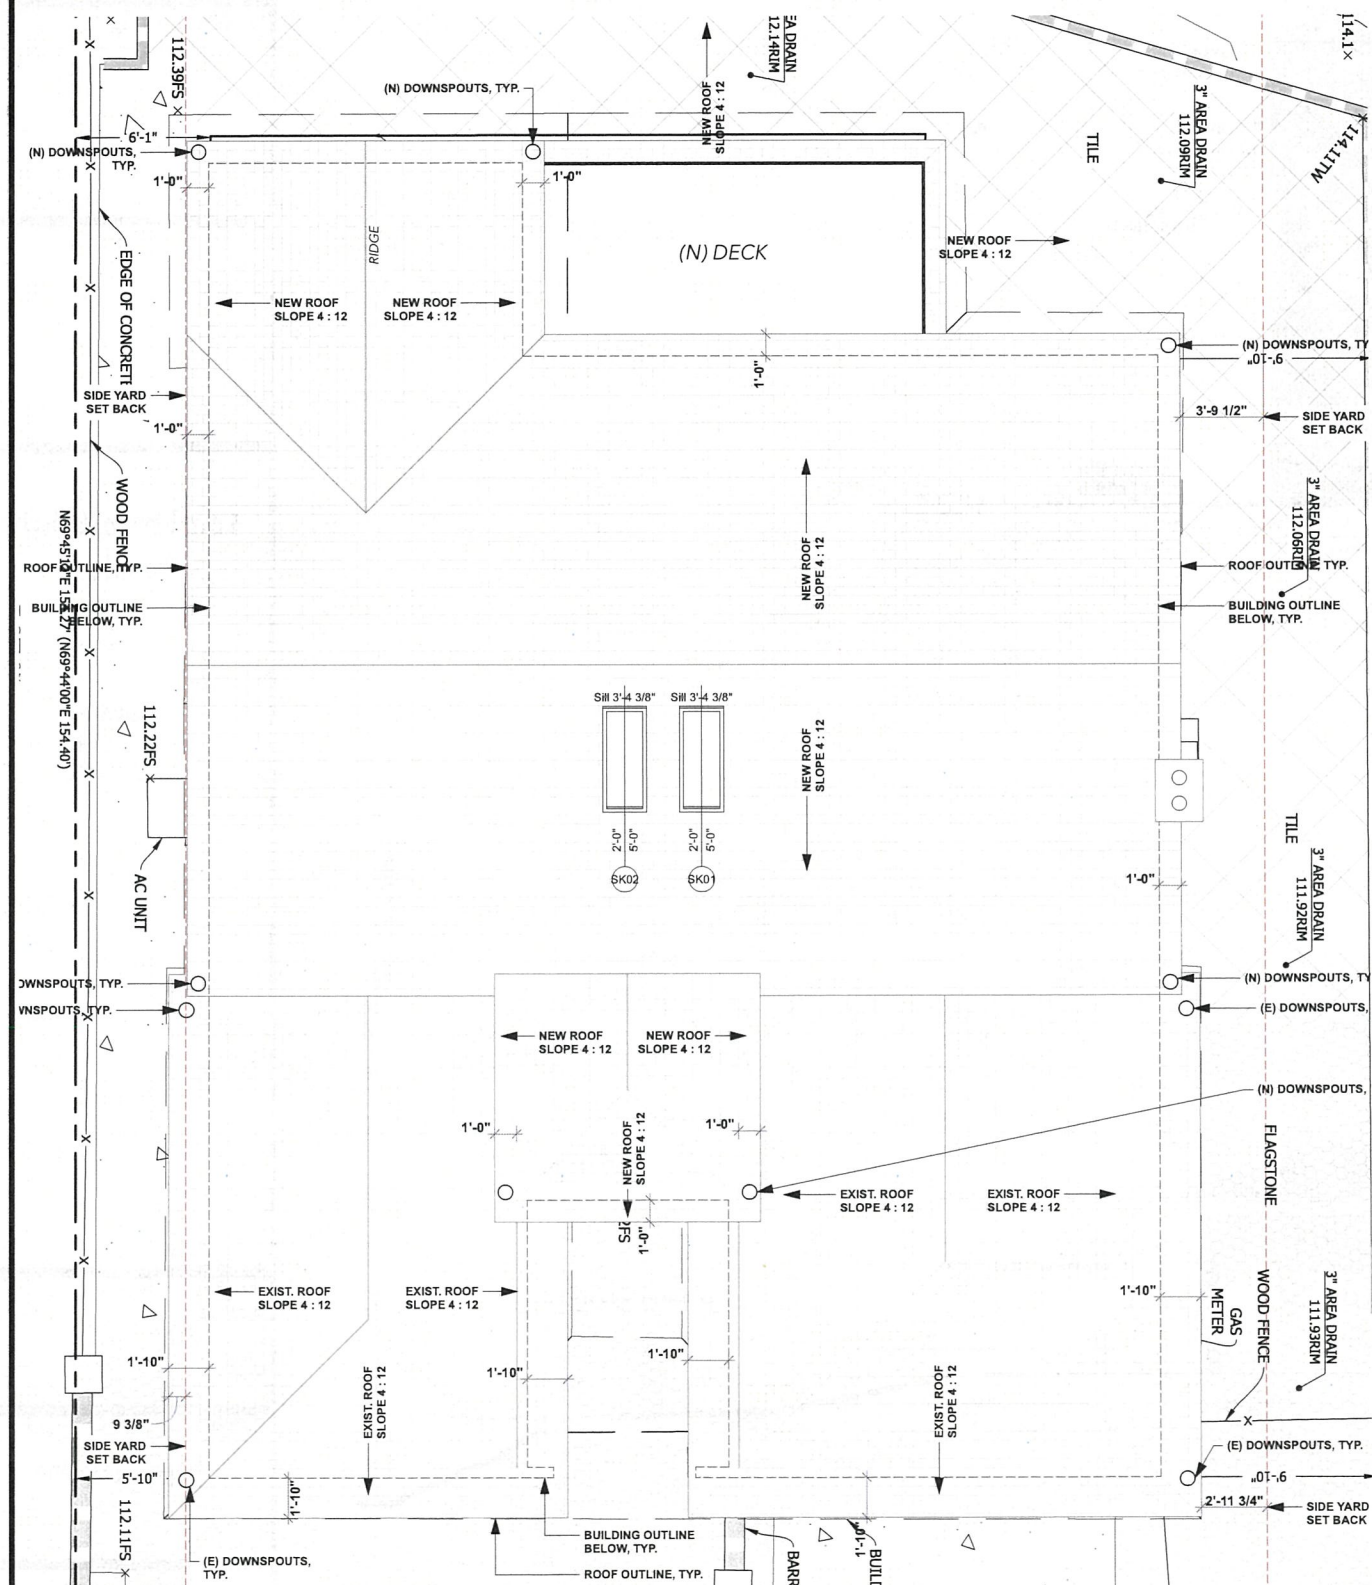 114.1
EA DRAIN
12.14RIM
112.39FS
(N) DOWNSPOUTS, TYP.
NEW ROOF
SLOPE 4 : 12
3" AREA DRAIN
112.09RIM
TILE
114.11TW
6'-1"
(N) DOWNSPOUTS,
TYP.
1'-0"
1'-0"
RIDGE
(N) DECK
NEW ROOF
SLOPE 4 : 12
EDGE OF CONCRETE
NEW ROOF
SLOPE 4 : 12
NEW ROOF
SLOPE 4 : 12
(N) DOWNSPOUTS, TY
9'-10"
1'-0"
SIDE YARD
SET BACK
3'-9 1/2"
SIDE YARD
SET BACK
1'-0"
WOOD FENCE
3" AREA DRAIN
112.06RIM
NEW ROOF
SLOPE 4 : 12
ROOF OUTLINE, TYP.
ROOF OUTLINE, TYP.
BUILDING OUTLINE
BELOW, TYP.
BUILDING OUTLINE
BELOW, TYP.
(N69°44'00"E 154.40')
Sill 3'-4 3/8"
Sill 3'-4 3/8"
112.22FS
NEW ROOF
SLOPE 4 : 12
2'-0"
5'-0"
2'-0"
5'-0"
SK02
SK01
TILE
3" AREA DRAIN
111.92RIM
AC UNIT
1'-0"
OWNSPOUTS, TYP.
(N) DOWNSPOUTS, TY
WNSPOUTS, TYP.
(E) DOWNSPOUTS,
NEW ROOF
SLOPE 4 : 12
NEW ROOF
SLOPE 4 : 12
(N) DOWNSPOUTS,
1'-0"
1'-0"
NEW ROOF
SLOPE 4 : 12
FLAGSTONE
EXIST. ROOF
SLOPE 4 : 12
EXIST. ROOF
SLOPE 4 : 12
1'-0"
EXIST. ROOF
SLOPE 4 : 12
EXIST. ROOF
SLOPE 4 : 12
1'-10"
GAS
METER
WOOD FENCE
3" AREA DRAIN
111.93RIM
1'-10"
1'-10"
1'-10"
EXIST. ROOF
SLOPE 4 : 12
EXIST. ROOF
SLOPE 4 : 12
9 3/8"
SIDE YARD
SET BACK
5'-10"
(E) DOWNSPOUTS, TYP.
9'-10"
1'-10"
2'-11 3/4"
SIDE YARD
SET BACK
112.11FS
(E) DOWNSPOUTS,
TYP.
BUILDING OUTLINE
BELOW, TYP.
ROOF OUTLINE, TYP.
BARR
1'-10"
BUILD